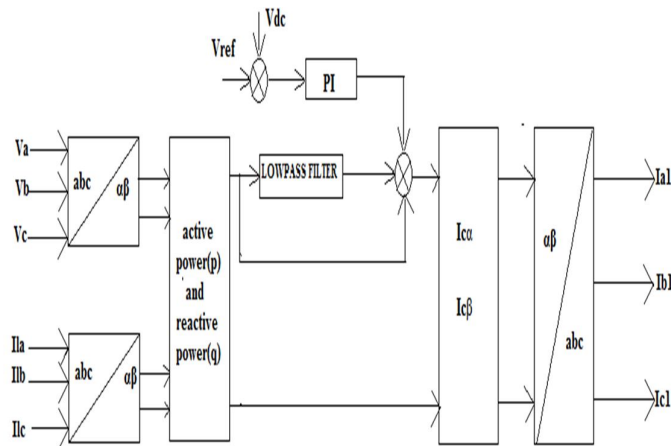 Vdc
Vref
PI
Va
Vb
Vc
abc
αβ
LOWPASS FILTER
active
power(p)
and
reactive
power(q)
Icα
Icβ
αβ
abc
Ia1
Ib1
Ic1
Ila
Ilb
Ilc
abc
αβ